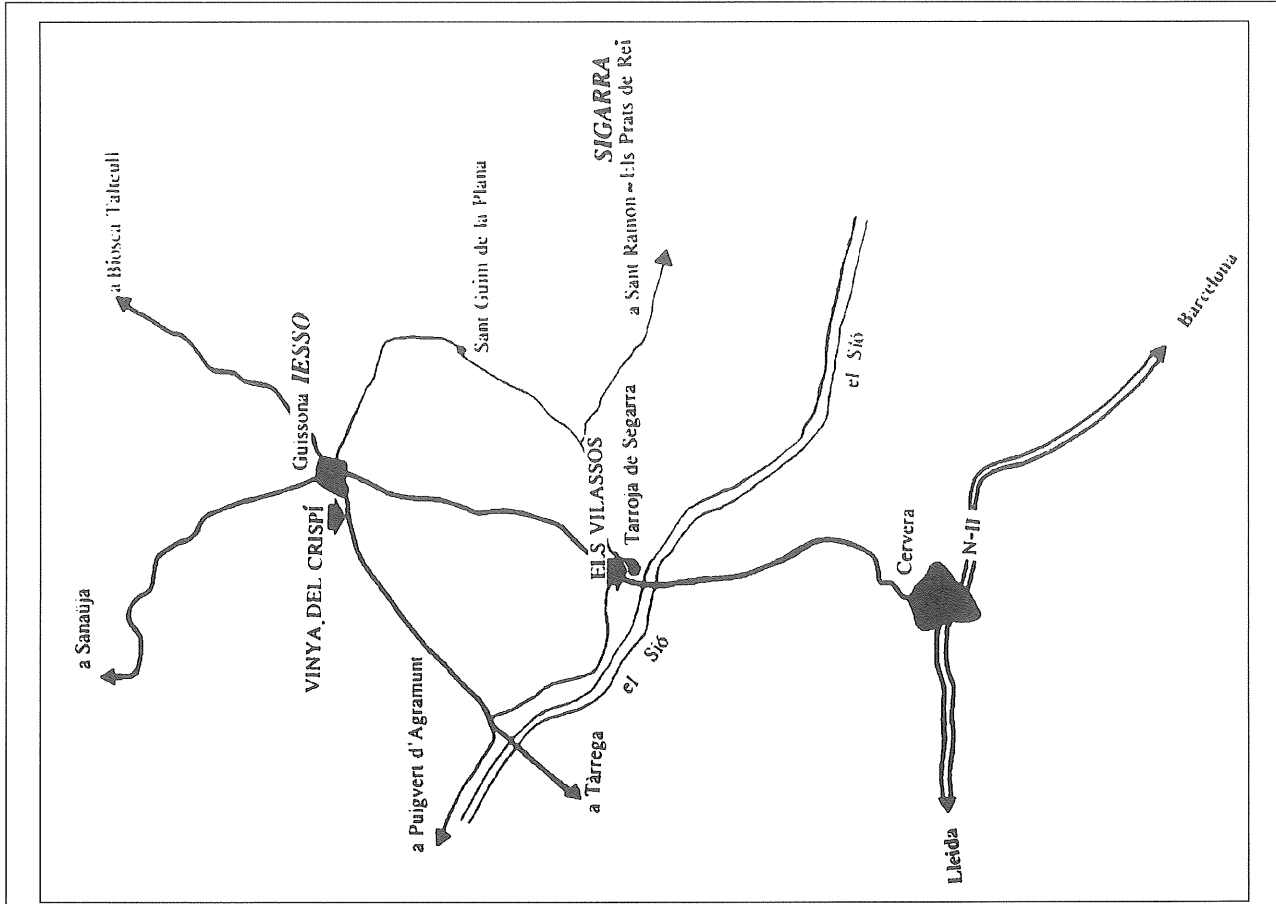 a Sanaüja
a Biosca Talteull
Guissona IESSO
VINYA DEL CRISPÍ
Sant Guim de la Plana
SIGARRA
a Sant Ramon - Els Prats de Rei
a Puigvert d'Agramunt
ELS VILASSOS
Tarroja de Segarra
a Tàrrega
el Sió
el Sió
Cervera
N-II
Lleida
Barcelona